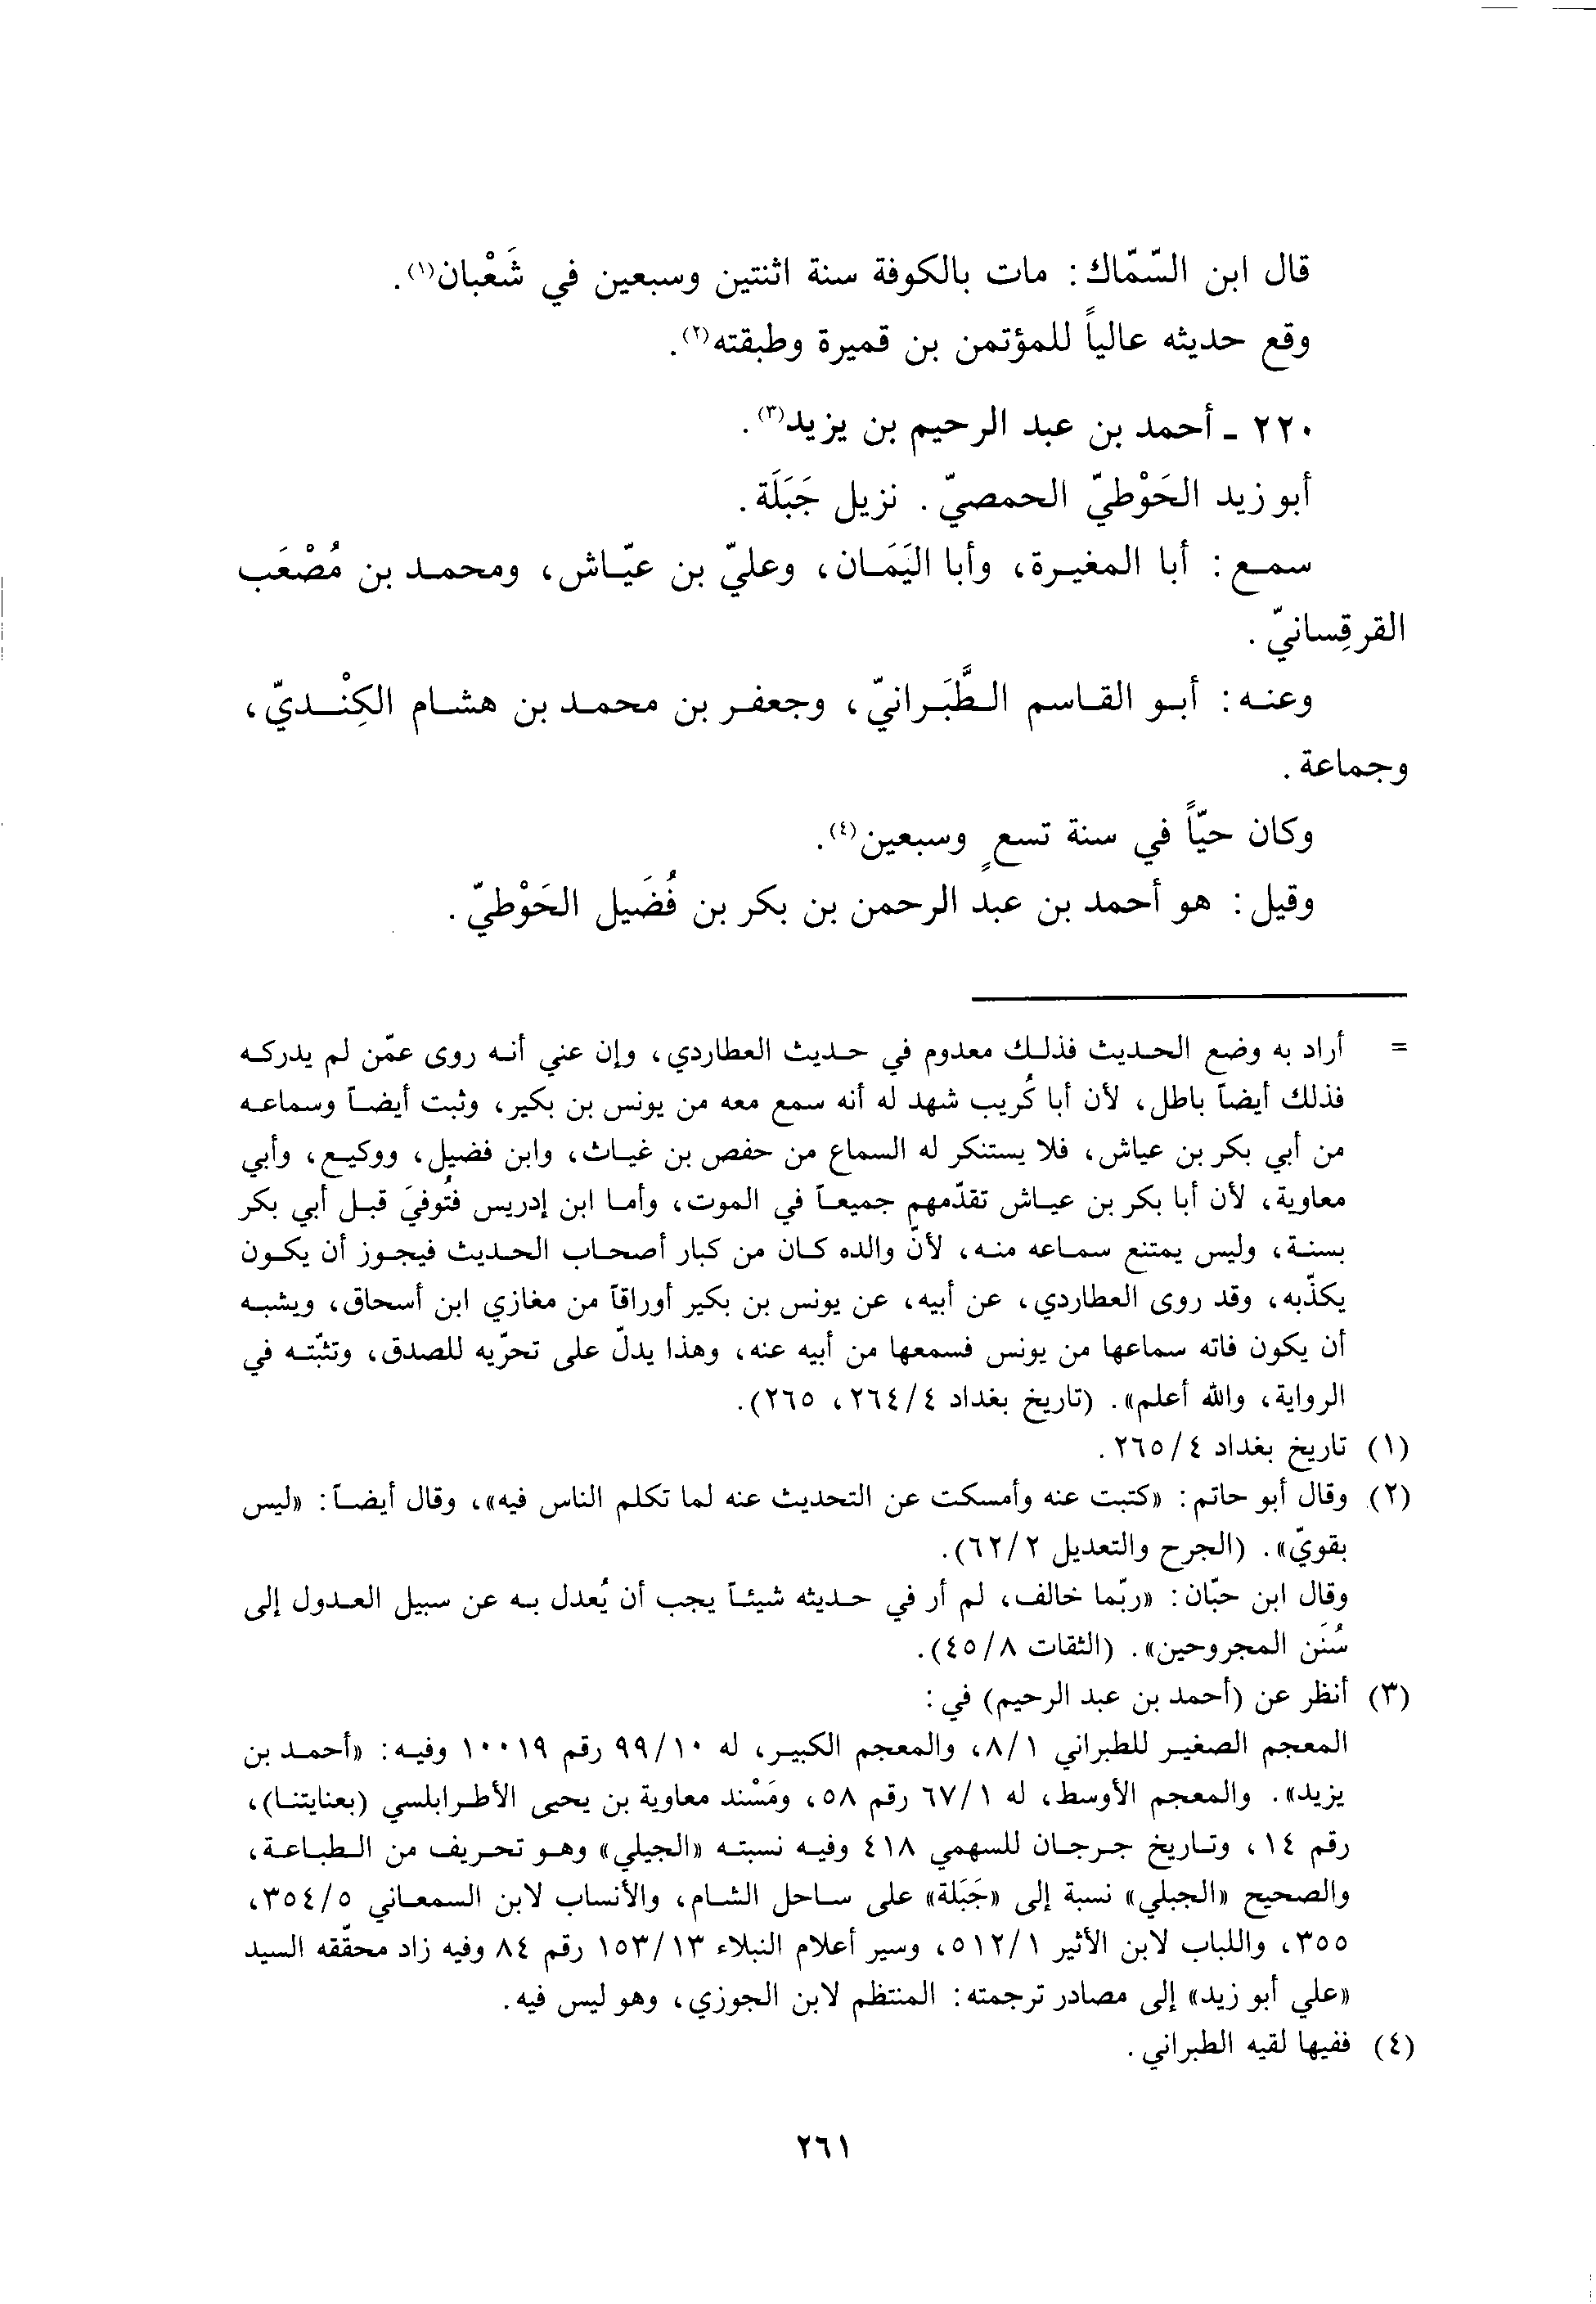 قال ابن السّمّاك: مات بالكوفة سنة اثنتين وسبعين في شَعْبان(١).
وقع حديثه عالياً للمؤتمن بن قميرة وطبقته(٢).
٢٢٠ ـ أحمد بن عبد الرحيم بن يزيد(٣).
أبو زيد الحَوْطيّ الحمصيّ. نزيل جَبَلَة.
سمع: أبا المغيرة، وأبا اليَمَان، وعليّ بن عيّاش، ومحمد بن مُصْعَب
القرقِسانيّ.
وعنه: أبو القاسم الطَّبَرانيّ، وجعفر بن محمد بن هشام الكِنْديّ،
وجماعة.
وكان حيّاً في سنة تسعٍ وسبعين(٤).
وقيل: هو أحمد بن عبد الرحمن بن بكر بن فُضَيل الحَوْطيّ.
= أراد به وضع الحديث فذلك معدوم في حديث العطاردي، وإن عني أنه روى عمّن لم يدركه
فذلك أيضاً باطل، لأن أبا كُريب شهد له أنه سمع معه من يونس بن بكير، وثبت أيضاً وسماعه
من أبي بكر بن عياش، فلا يستنكر له السماع من حفص بن غياث، وابن فضيل، ووكيع، وأبي
معاوية، لأن أبا بكر بن عياش تقدّمهم جميعاً في الموت، وأما ابن إدريس فتُوفيَ قبل أبي بكر
بسنة، وليس يمتنع سماعه منه، لأنّ والده كان من كبار أصحاب الحديث فيجوز أن يكون
يكذّبه، وقد روى العطاردي، عن أبيه، عن يونس بن بكير أوراقاً من مغازي ابن أسحاق، ويشبه
أن يكون فاته سماعها من يونس فسمعها من أبيه عنه، وهذا يدلّ على تحرّيه للصدق، وتثبّته في
الرواية، والله أعلم». (تاريخ بغداد ٢٦٤/٤، ٢٦٥).
(١) تاريخ بغداد ٢٦٥/٤.
(٢) وقال أبو حاتم: «كتبت عنه وأمسكت عن التحديث عنه لما تكلم الناس فيه»، وقال أيضاً: «ليس
بقويّ». (الجرح والتعديل ٦٢/٢).
وقال ابن حبّان: «ربّما خالف، لم أر في حديثه شيئاً يجب أن يُعدل به عن سبيل العدول إلى
سُنَن المجروحين». (الثقات ٤٥/٨).
(٣) أنظر عن (أحمد بن عبد الرحيم) في:
المعجم الصغير للطبراني ٨/١، والمعجم الكبير، له ٩٩/١٠ رقم ١٠٠١٩ وفيه: «أحمد بن
يزيد». والمعجم الأوسط، له ٦٧/١ رقم ٥٨، ومَسْند معاوية بن يحيى الأطرابلسي (بعنايتنا)،
رقم ١٤، وتاريخ جرجان للسهمي ٤١٨ وفيه نسبته «الجيلي» وهو تحريف من الطباعة،
والصحيح «الجبلي» نسبة إلى «جَبَلة» على ساحل الشام، والأنساب لابن السمعاني ٣٥٤/٥،
٣٥٥، واللباب لابن الأثير ٥١٢/١، وسير أعلام النبلاء ١٥٣/١٣ رقم ٨٤ وفيه زاد محقّقه السيد
«علي أبو زيد» إلى مصادر ترجمته: المنتظم لابن الجوزي، وهو ليس فيه.
(٤) ففيها لقيه الطبراني.
٢٦١